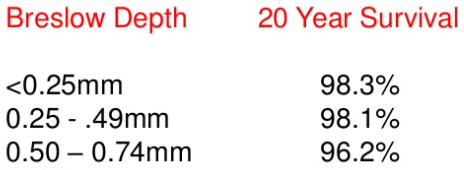 Breslow Depth 20 Year Survival
<0.25mm 98.3%
0.25 - .49mm 98.1%
0.50 – 0.74mm 96.2%